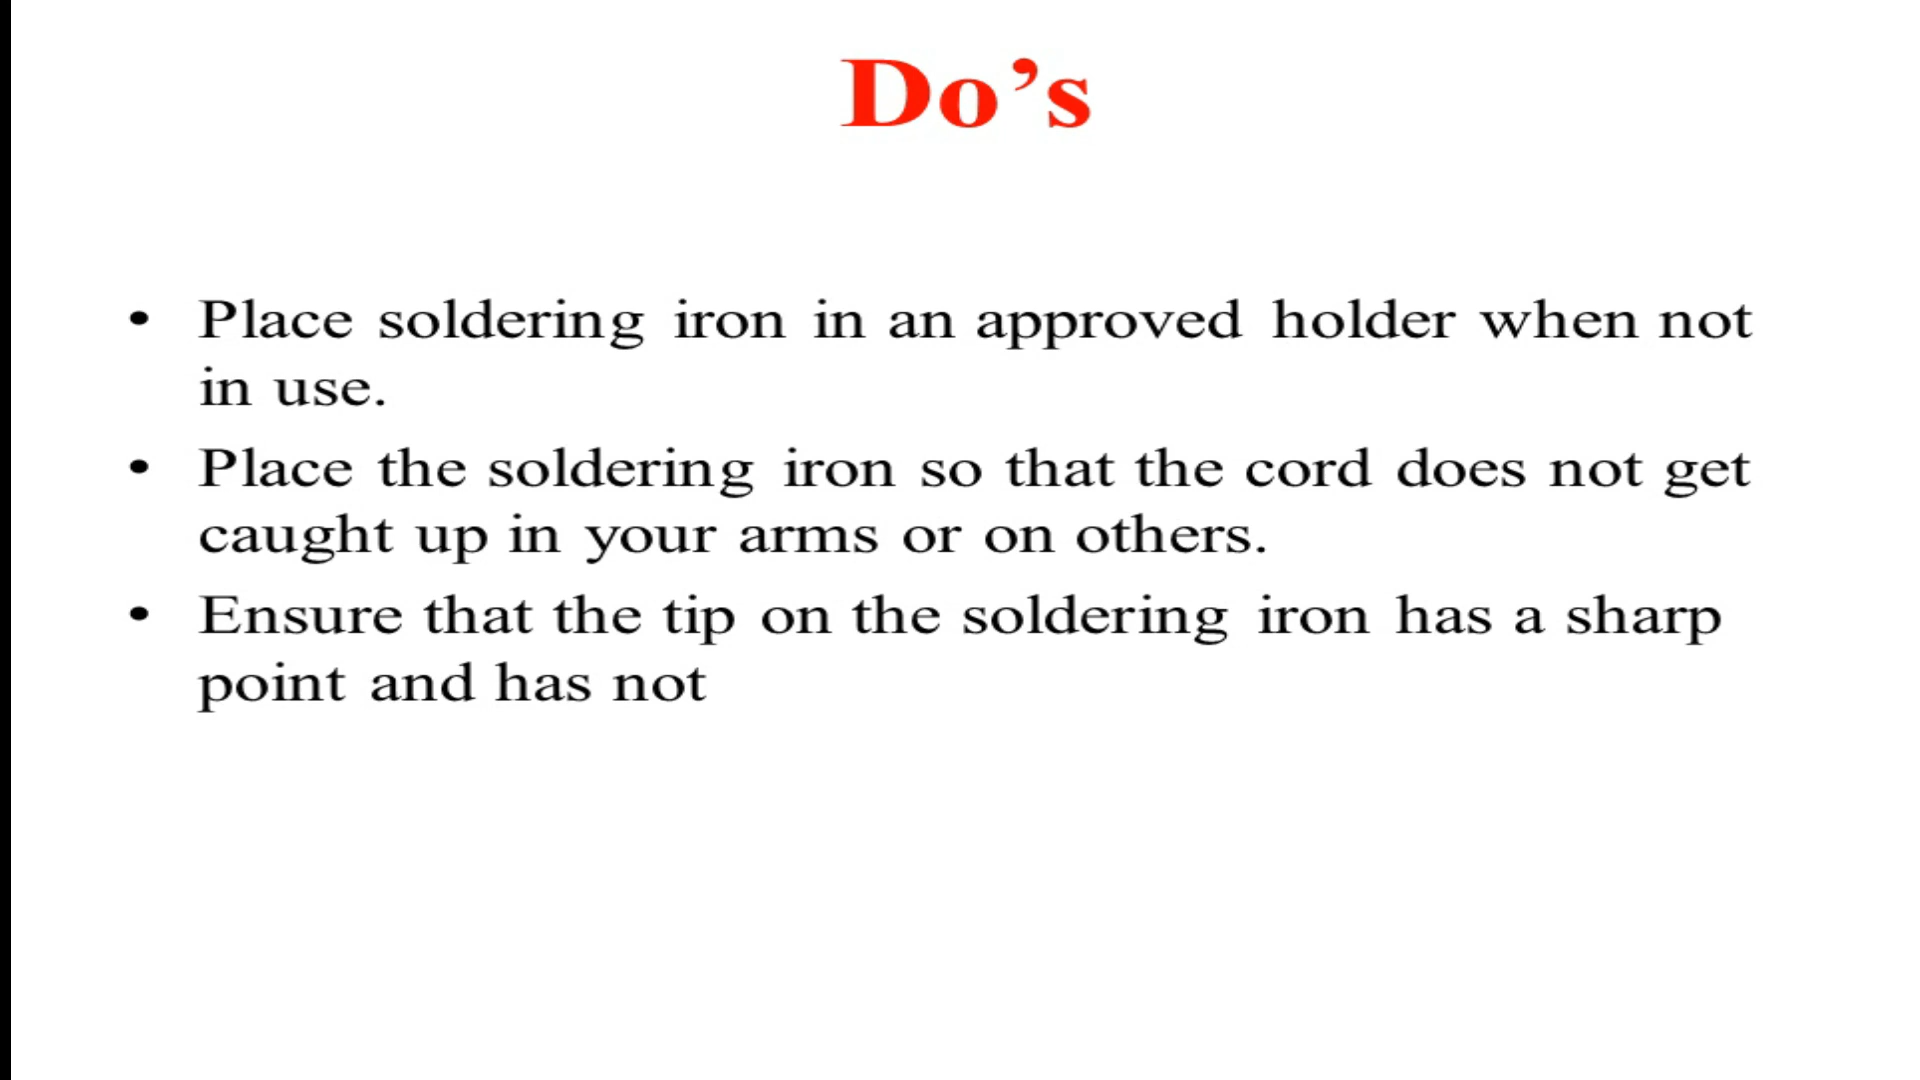 Do’s
• Place soldering iron in an approved holder when not
in use.
• Place the soldering iron so that the cord does not get
caught up in your arms or on others.
• Ensure that the tip on the soldering iron has a sharp
point and has not